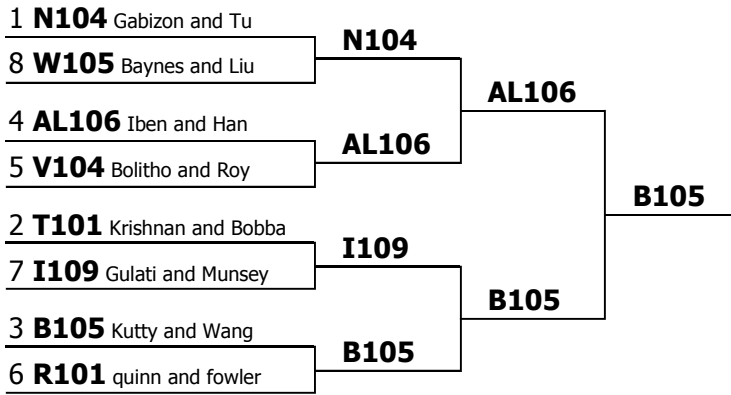 1 N104 Gabizon and Tu
8 W105 Baynes and Liu
4 AL106 Iben and Han
5 V104 Bolitho and Roy
2 T101 Krishnan and Bobba
7 I109 Gulati and Munsey
3 B105 Kutty and Wang
6 R101 quinn and fowler
N104
AL106
I109
B105
AL106
B105
B105